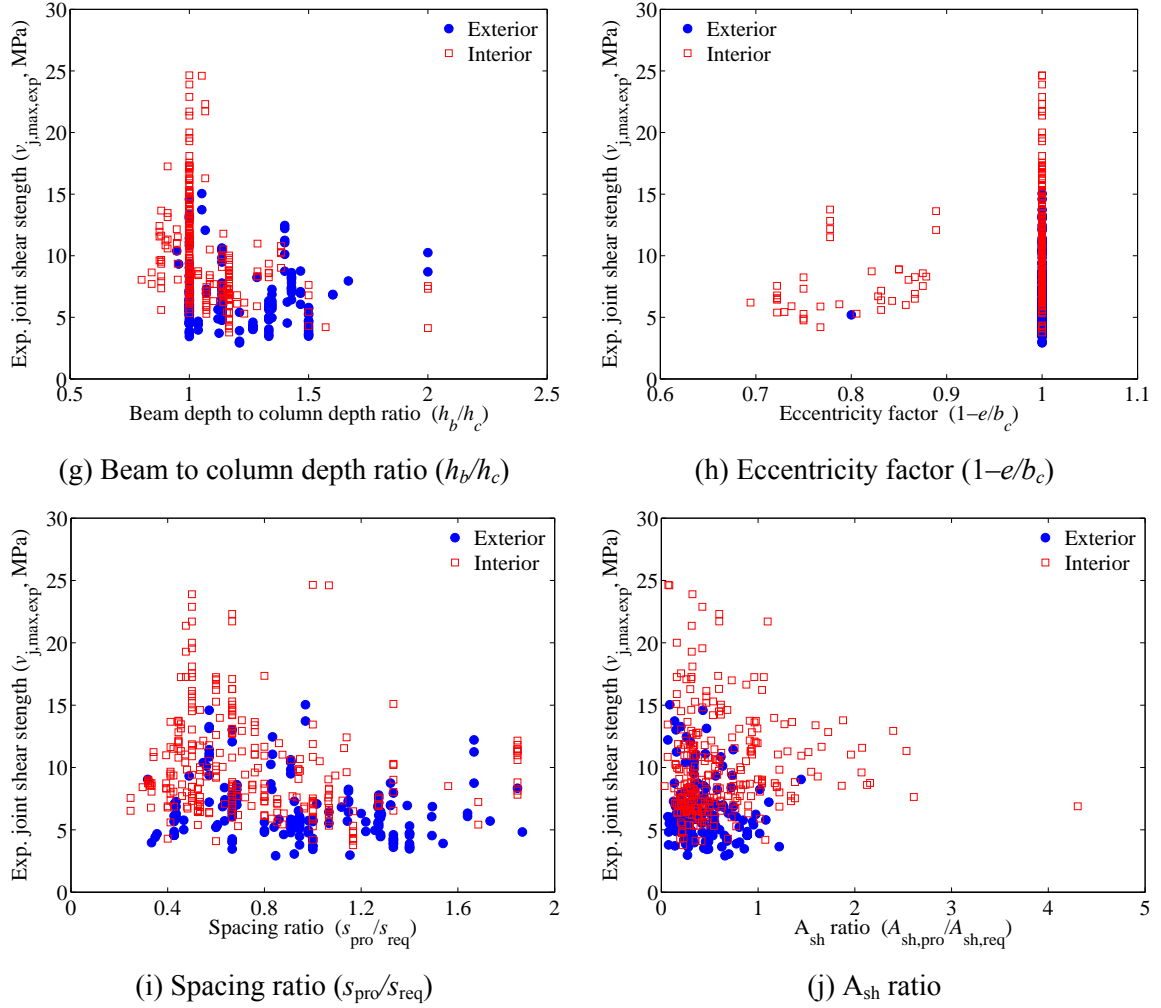 30
25
20
15
10
5
0
Exp. joint shear stength (v_j,max,exp, MPa)
Exterior
Interior
0.5 1 1.5 2 2.5
Beam depth to column depth ratio (h_b/h_c)
(g) Beam to column depth ratio (h_b/h_c)
30
25
20
15
10
5
0
Exp. joint shear stength (v_j,max,exp, MPa)
Exterior
Interior
0.6 0.7 0.8 0.9 1 1.1
Eccentricity factor (1–e/b_c)
(h) Eccentricity factor (1–e/b_c)
30
25
20
15
10
5
0
Exp. joint shear stength (v_j,max,exp, MPa)
Exterior
Interior
0 0.4 0.8 1.2 1.6 2
Spacing ratio (s_pro/s_req)
(i) Spacing ratio (s_pro/s_req)
30
25
20
15
10
5
0
Exp. joint shear stength (v_j,max,exp, MPa)
Exterior
Interior
0 1 2 3 4 5
A_sh ratio (A_sh,pro/A_sh,req)
(j) A_sh ratio